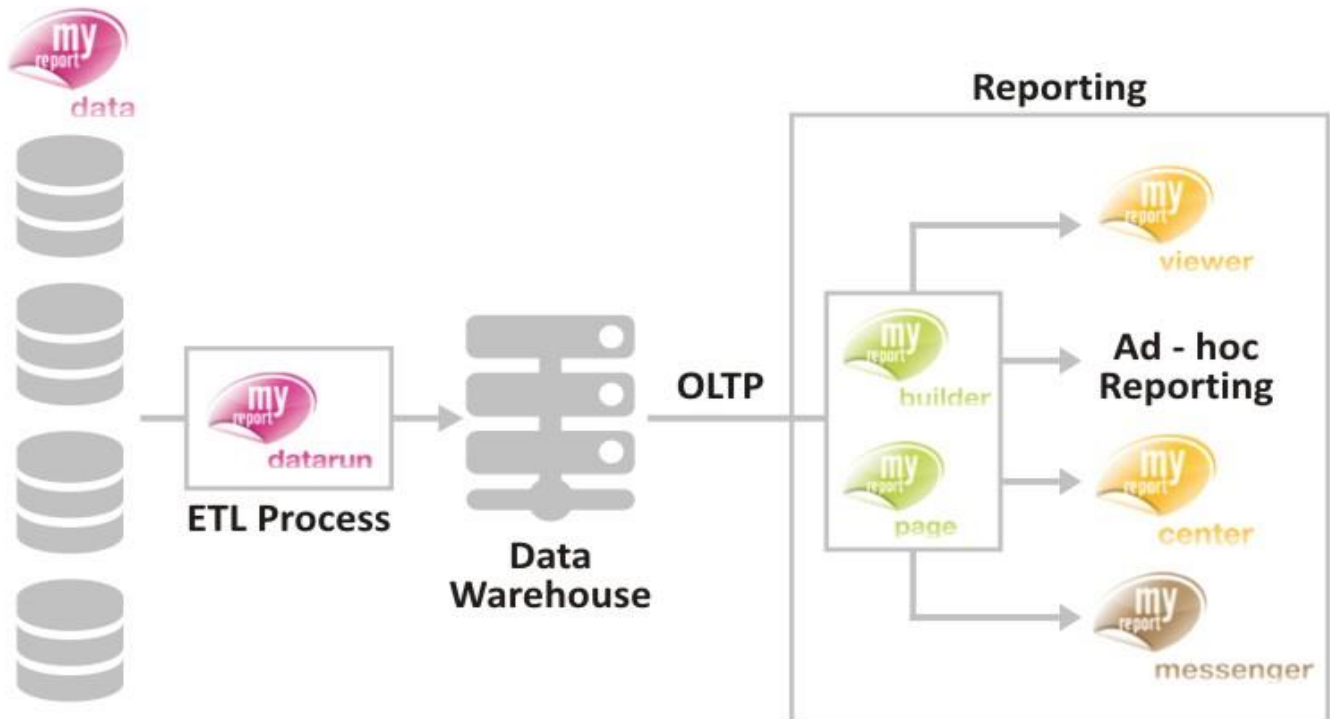 my
report
data
my
report
datarun
ETL Process
Data
Warehouse
OLTP
Reporting
my
report
builder
my
report
page
my
report
viewer
Ad - hoc
Reporting
my
report
center
my
report
messenger